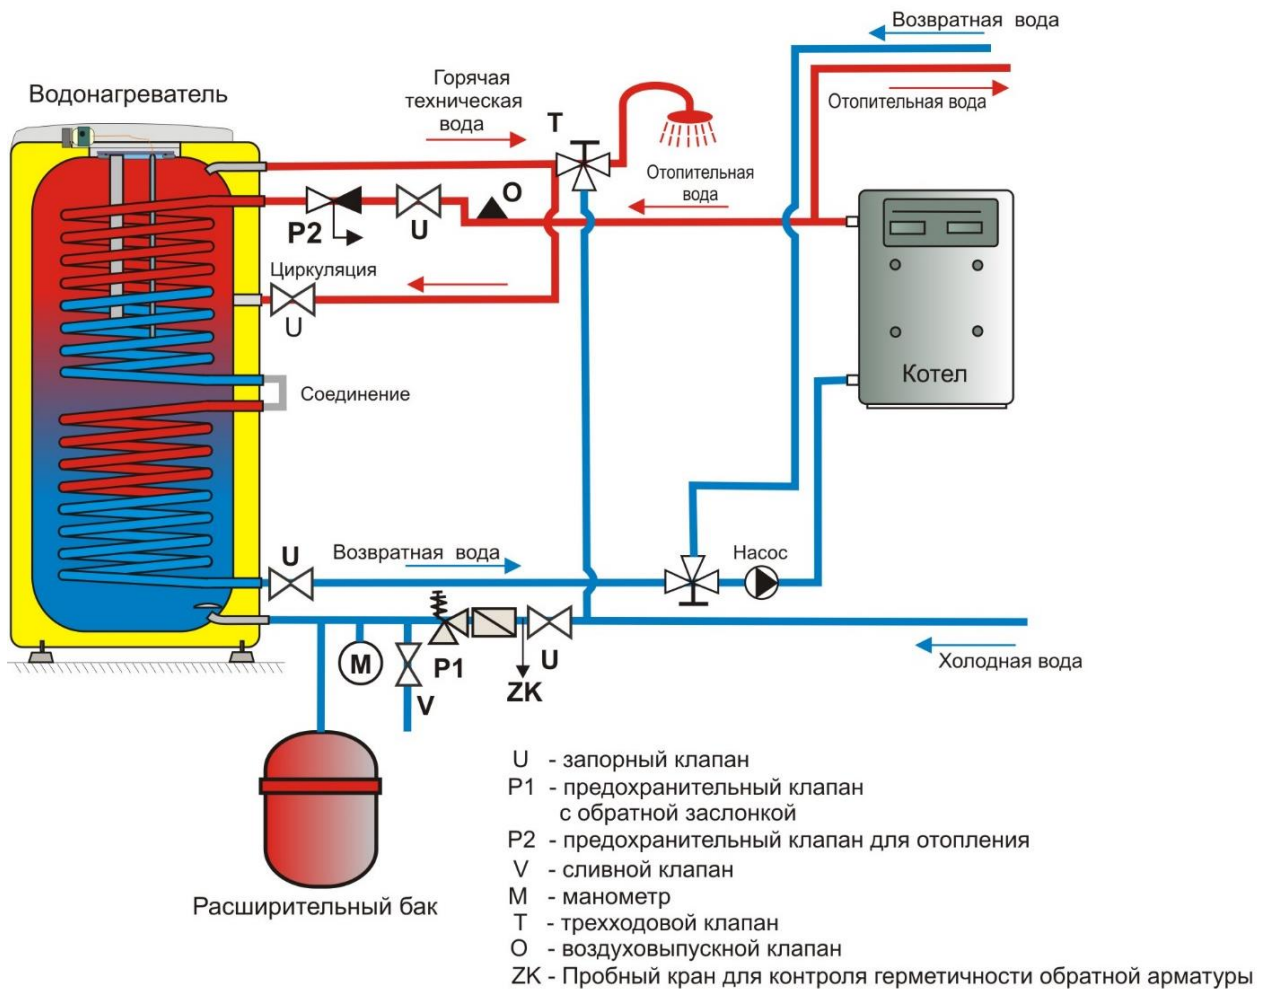 Возвратная вода
Отопительная вода
Водонагреватель
Горячая
техническая
вода
T
Отопительная
вода
O
P2
U
Циркуляция
U
Котел
Соединение
U
Возвратная вода
Насос
M
V
P1
ZK
U
Холодная вода
Расширительный бак
U - запорный клапан
P1 - предохранительный клапан
с обратной заслонкой
P2 - предохранительный клапан для отопления
V - сливной клапан
M - манометр
T - трехходовой клапан
O - воздуховыпускной клапан
ZK - Пробный кран для контроля герметичности обратной арматуры